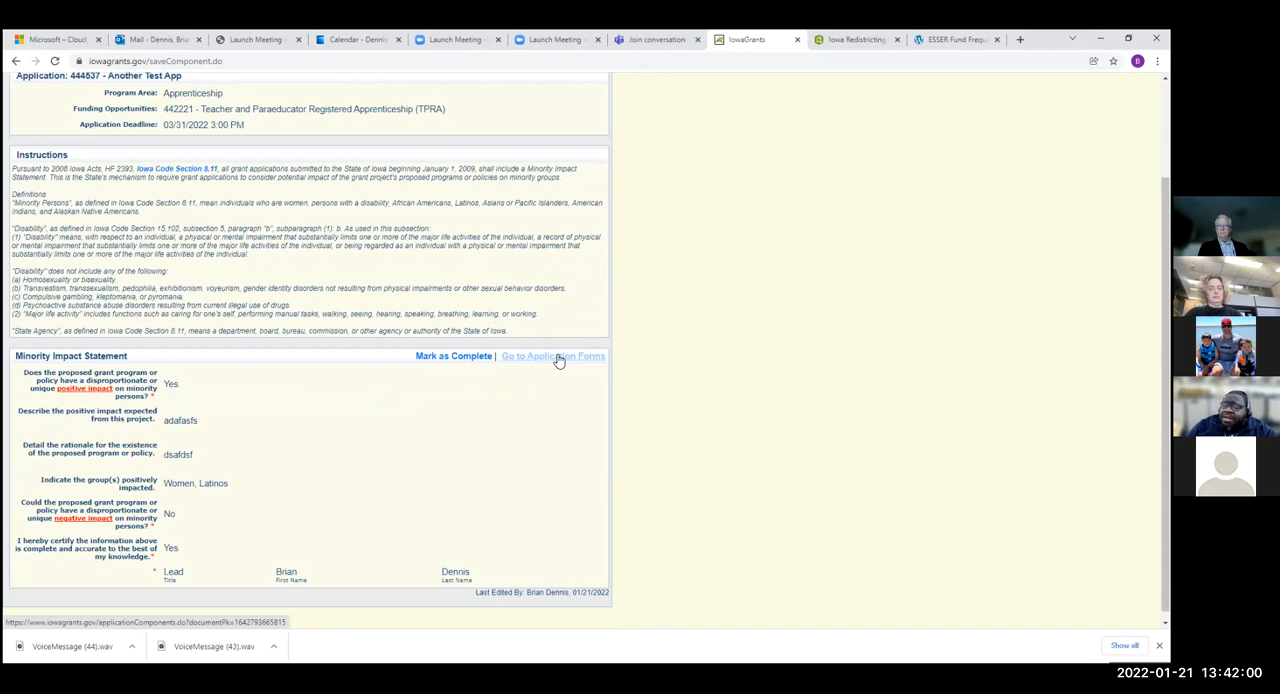 Microsoft – Cloud,
Mail - Dennis, Bria
Launch Meeting -
Calendar - Dennis
Launch Meeting -
Launch Meeting -
Join conversation
IowaGrants
Iowa Redistricting
ESSER Fund Frequ
iowagrants.gov/saveComponent.do
B
Application: 444537 - Another Test App
Program Area: Apprenticeship
Funding Opportunities: 442221 - Teacher and Paraeducator Registered Apprenticeship (TPRA)
Application Deadline: 03/31/2022 3:00 PM
Instructions
Pursuant to 2008 Iowa Acts, HF 2393, Iowa Code Section 8.11, all grant applications submitted to the State of Iowa beginning January 1, 2009, shall include a Minority Impact
Statement. This is the State's mechanism to require grant applications to consider potential impact of the grant project's proposed programs or policies on minority groups.
Definitions
"Minority Persons", as defined in Iowa Code Section 8.11, mean individuals who are women, persons with a disability, African Americans, Latinos, Asians or Pacific Islanders, American
Indians, and Alaskan Native Americans.
"Disability", as defined in Iowa Code Section 15.102, subsection 5, paragraph "b", subparagraph (1): b. As used in this subsection:
(1) "Disability" means, with respect to an individual, a physical or mental impairment that substantially limits one or more of the major life activities of the individual, a record of physical
or mental impairment that substantially limits one or more of the major life activities of the individual, or being regarded as an individual with a physical or mental impairment that
substantially limits one or more of the major life activities of the individual.
"Disability" does not include any of the following:
(a) Homosexuality or bisexuality.
(b) Transvestism, transsexualism, pedophilia, exhibitionism, voyeurism, gender identity disorders not resulting from physical impairments or other sexual behavior disorders.
(c) Compulsive gambling, kleptomania, or pyromania.
(d) Psychoactive substance abuse disorders resulting from current illegal use of drugs.
(2) "Major life activity" includes functions such as caring for one's self, performing manual tasks, walking, seeing, hearing, speaking, breathing, learning, or working.
"State Agency", as defined in Iowa Code Section 8.11, means a department, board, bureau, commission, or other agency or authority of the State of Iowa.
Minority Impact Statement
Mark as Complete | Go to Application Forms
Does the proposed grant program or
policy have a disproportionate or
unique positive impact on minority
persons? *
Yes
Describe the positive impact expected
from this project.
adafasfs
Detail the rationale for the existence
of the proposed program or policy.
dsafdsf
Indicate the group(s) positively
impacted.
Women, Latinos
Could the proposed grant program or
policy have a disproportionate or
unique negative impact on minority
persons? *
No
I hereby certify the information above
is complete and accurate to the best of
my knowledge.*
Yes
* Lead Brian Dennis
Title First Name Last Name
Last Edited By: Brian Dennis, 01/21/2022
https://www.iowagrants.gov/applicationComponents.do?documentPk=1642793665815
VoiceMessage (44).wav
VoiceMessage (43).wav
Show all
2022-01-21 13:42:00